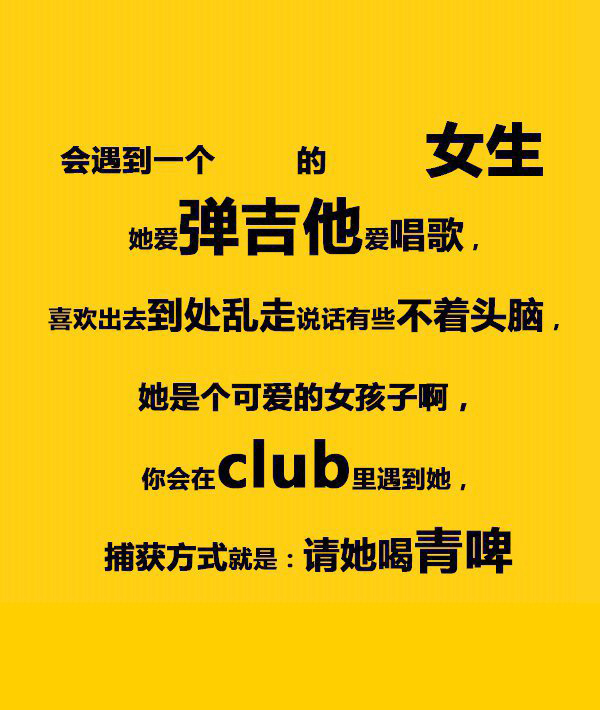 会遇到一个 的 女生
她爱弹吉他爱唱歌，
喜欢出去到处乱走说话有些不着头脑，
她是个可爱的女孩子啊，
你会在club里遇到她，
捕获方式就是：请她喝青啤